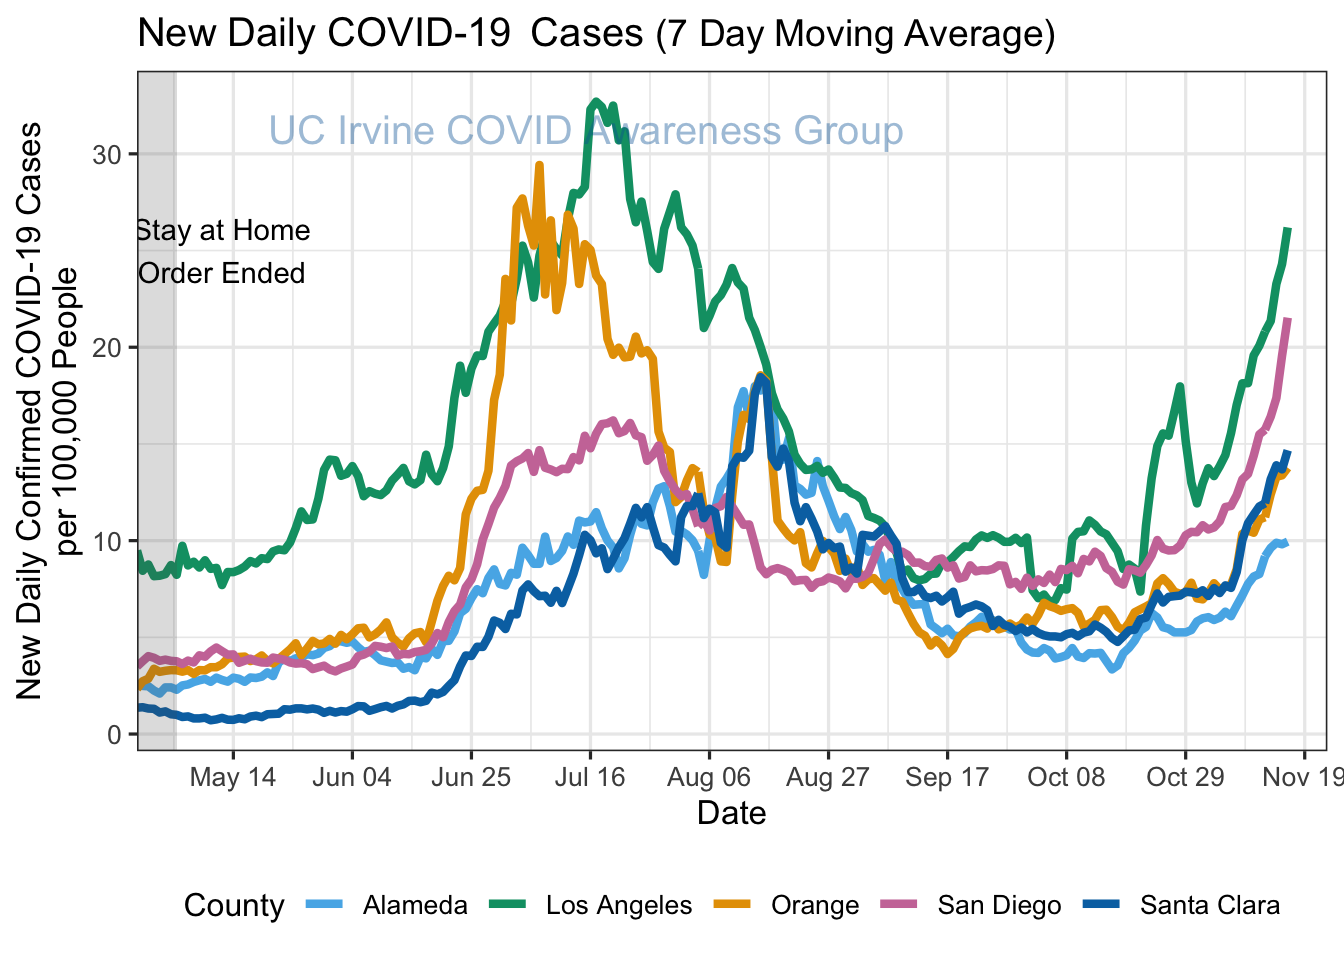 New Daily COVID-19 Cases (7 Day Moving Average)
UC Irvine COVID Awareness Group
New Daily Confirmed COVID-19 Cases
per 100,000 People
30
20
10
0
Stay at Home
Order Ended
May 14
Jun 04
Jun 25
Jul 16
Aug 06
Aug 27
Sep 17
Oct 08
Oct 29
Nov 19
Date
County
Alameda
Los Angeles
Orange
San Diego
Santa Clara